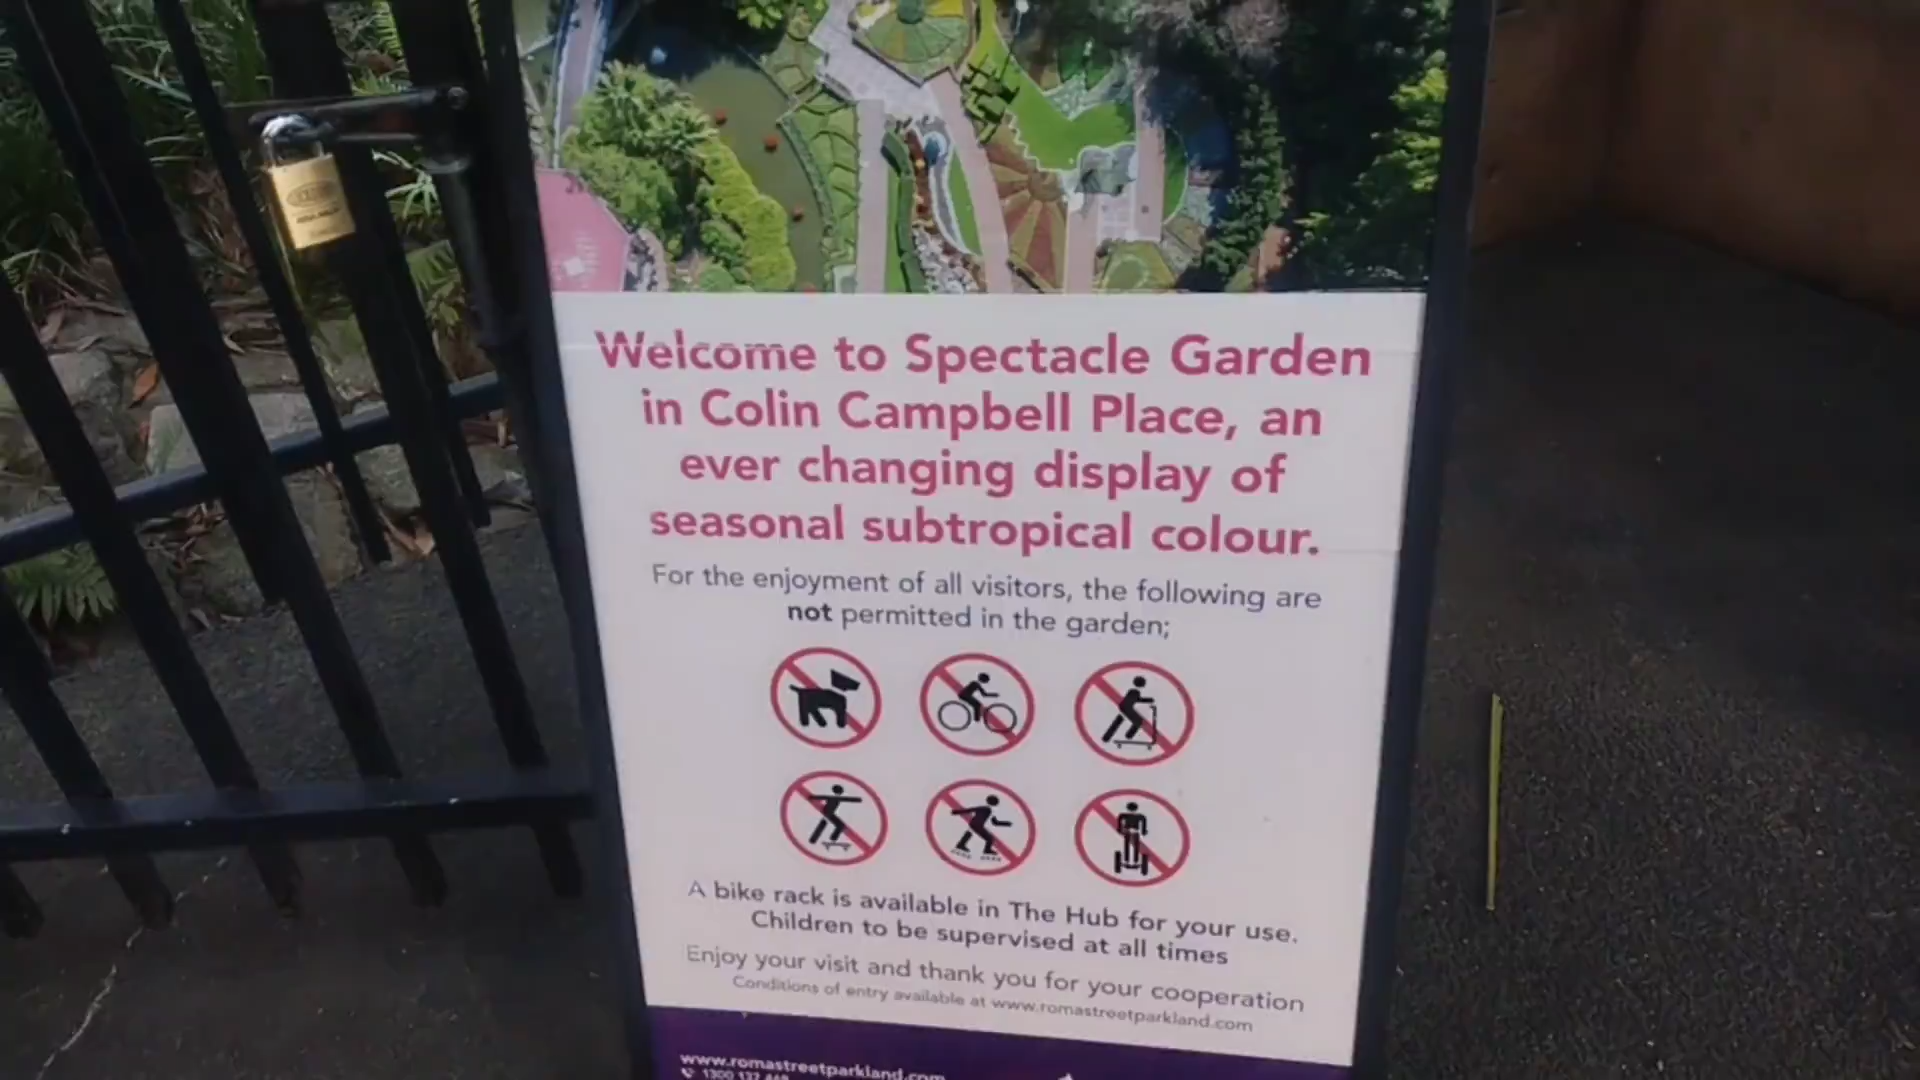 Welcome to Spectacle Garden
in Colin Campbell Place, an
ever changing display of
seasonal subtropical colour.
For the enjoyment of all visitors, the following are
not permitted in the garden;
A bike rack is available in The Hub for your use.
Children to be supervised at all times
Enjoy your visit and thank you for your cooperation
Conditions of entry available at www.romastreetparkland.com
www.romastreetparkland.com
1300 137 468